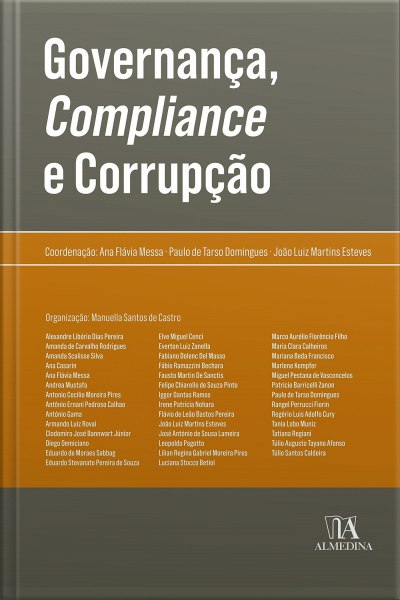 Governança,
Compliance
e Corrupção
Coordenação: Ana Flávia Messa · Paulo de Tarso Domingues · João Luiz Martins Esteves
Organização: Manuella Santos de Castro
Alexandre Libório Dias Pereira
Amanda de Carvalho Rodrigues
Amanda Scalisse Silva
Ana Casarin
Ana Flávia Messa
Andrea Mustafa
Antonio Cecílio Moreira Pires
António Ernani Pedroso Calhao
António Gama
Armando Luiz Rovai
Clodomiro José Bannwart Júnior
Diego Demiciano
Eduardo de Moraes Sabbag
Eduardo Stevanato Pereira de Souza
Elve Miguel Cenci
Everton Luiz Zanella
Fabiano Dolenc Del Masso
Fábio Ramazzini Bechara
Fausto Martin De Sanctis
Felipe Chiarello de Souza Pinto
Iggor Dantas Ramos
Irene Patrícia Nohara
Flávio de Leão Bastos Pereira
João Luiz Martins Esteves
José António de Sousa Lameira
Leopoldo Pagotto
Lilian Regina Gabriel Moreira Pires
Luciana Stocco Betiol
Marco Aurélio Florêncio Filho
Maria Clara Calheiros
Mariana Boda Francisco
Marlene Kempfer
Miguel Pestana de Vasconcelos
Patricie Barricelli Zanon
Paulo de Tarso Domingues
Rangel Perrucci Fiorin
Rogério Luis Adolfo Cury
Tania Lobo Muniz
Tatiana Regiani
Túlio Augusto Tayano Afonso
Túlio Santos Caldeira
ALMEDINA